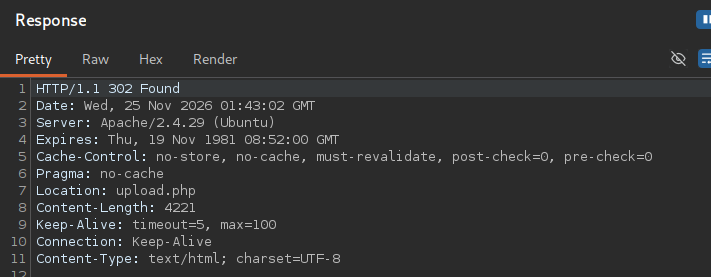 Response
Pretty Raw Hex Render
1 HTTP/1.1 302 Found
2 Date: Wed, 25 Nov 2026 01:43:02 GMT
3 Server: Apache/2.4.29 (Ubuntu)
4 Expires: Thu, 19 Nov 1981 08:52:00 GMT
5 Cache-Control: no-store, no-cache, must-revalidate, post-check=0, pre-check=0
6 Pragma: no-cache
7 Location: upload.php
8 Content-Length: 4221
9 Keep-Alive: timeout=5, max=100
10 Connection: Keep-Alive
11 Content-Type: text/html; charset=UTF-8
12